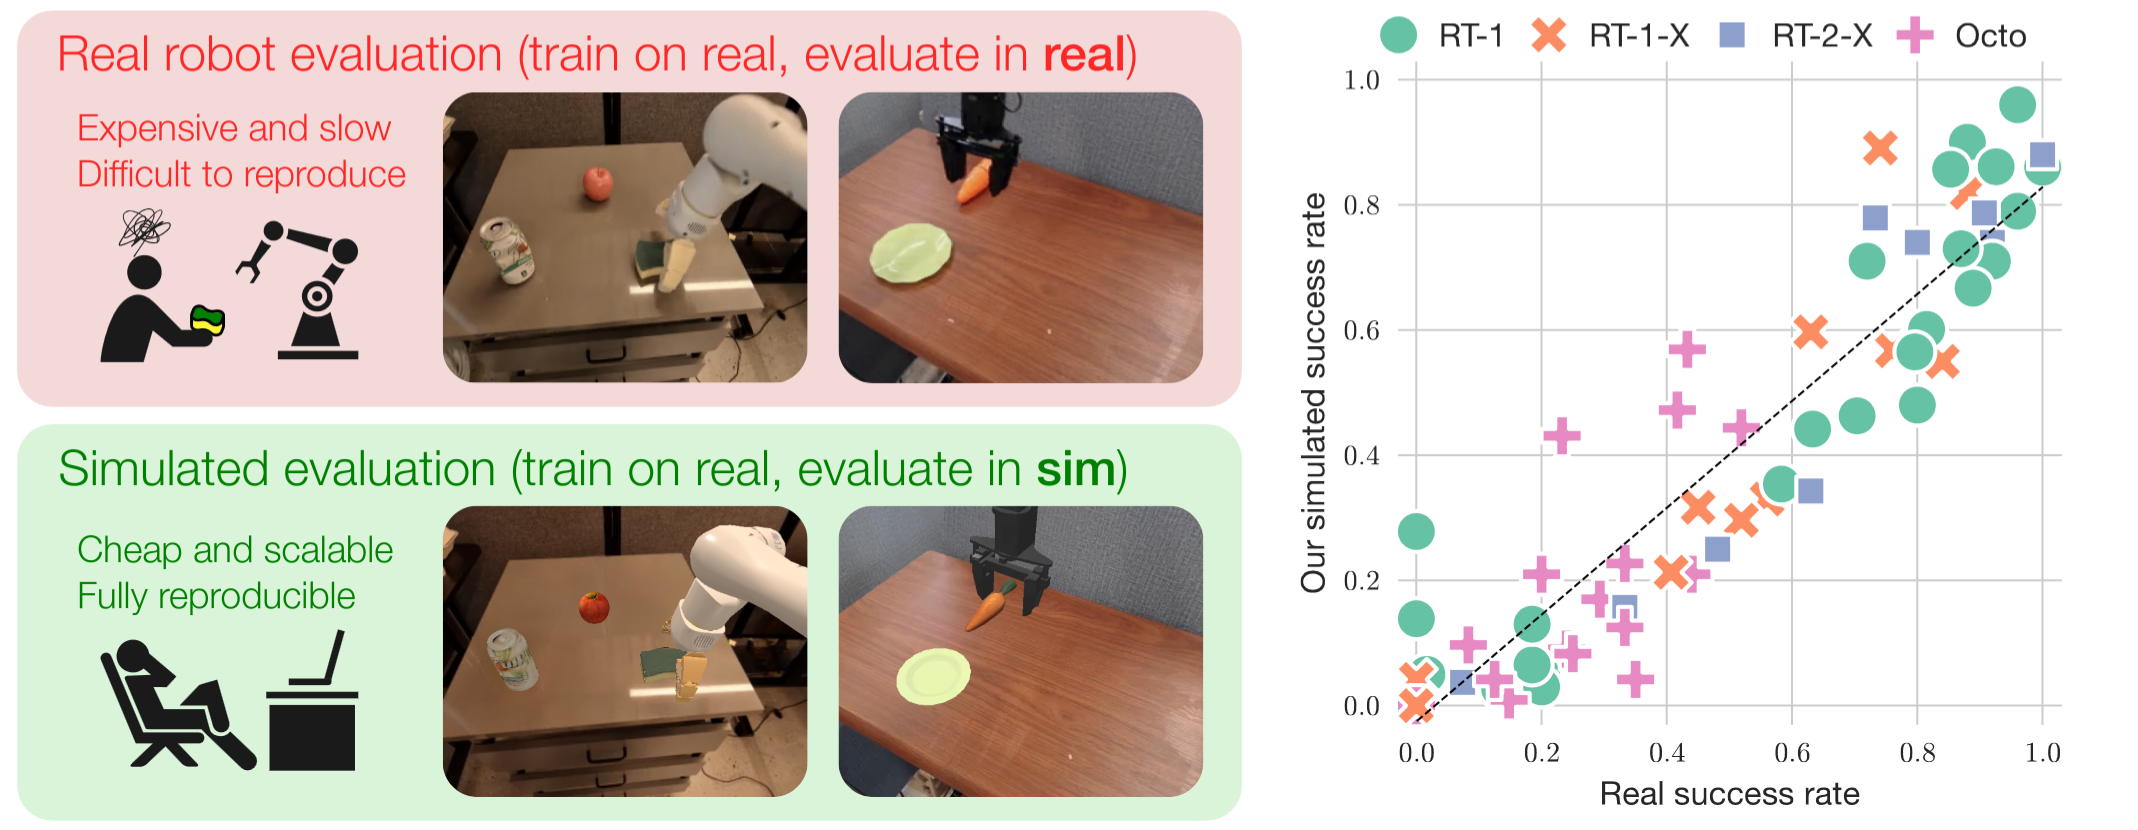 Real robot evaluation (train on real, evaluate in real)
Expensive and slow
Difficult to reproduce
Simulated evaluation (train on real, evaluate in sim)
Cheap and scalable
Fully reproducible
RT-1 RT-1-X RT-2-X Octo
Our simulated success rate
1.0
0.8
0.6
0.4
0.2
0.0
0.0 0.2 0.4 0.6 0.8 1.0
Real success rate